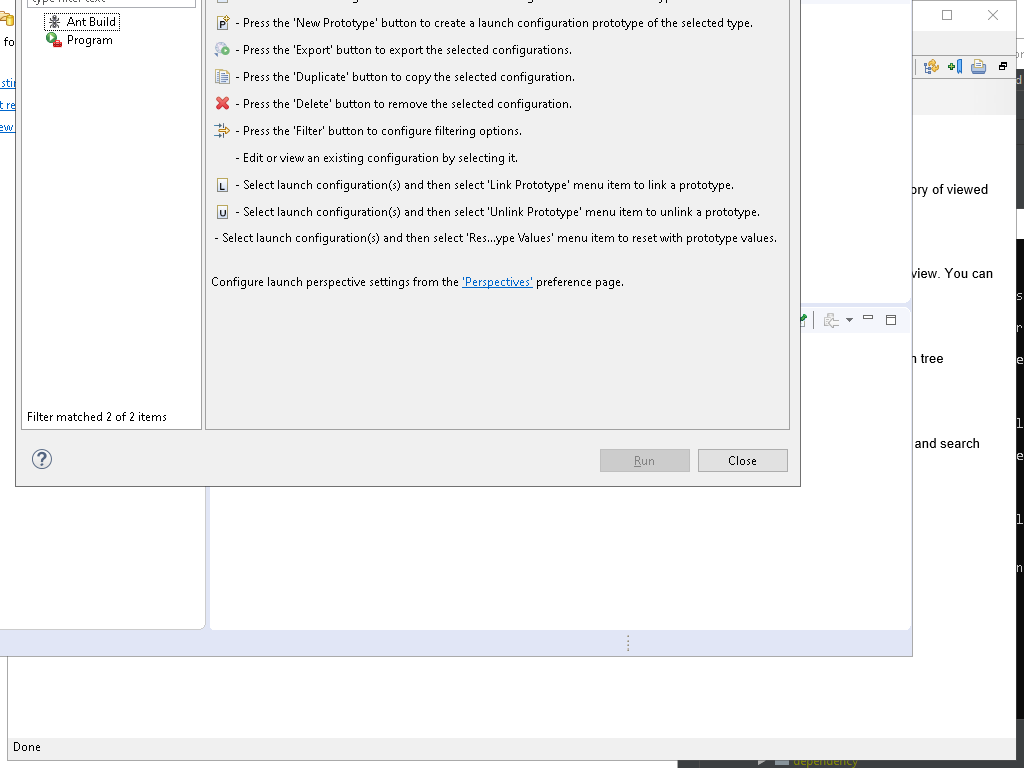 Ant Build
Program
- Press the 'New Prototype' button to create a launch configuration prototype of the selected type.
- Press the 'Export' button to export the selected configurations.
- Press the 'Duplicate' button to copy the selected configuration.
- Press the 'Delete' button to remove the selected configuration.
- Press the 'Filter' button to configure filtering options.
- Edit or view an existing configuration by selecting it.
- Select launch configuration(s) and then select 'Link Prototype' menu item to link a prototype.
- Select launch configuration(s) and then select 'Unlink Prototype' menu item to unlink a prototype.
- Select launch configuration(s) and then select 'Res...ype Values' menu item to reset with prototype values.
Configure launch perspective settings from the 'Perspectives' preference page.
Filter matched 2 of 2 items
Run
Close
of viewed
view. You can
tree
and search
Done
dependency